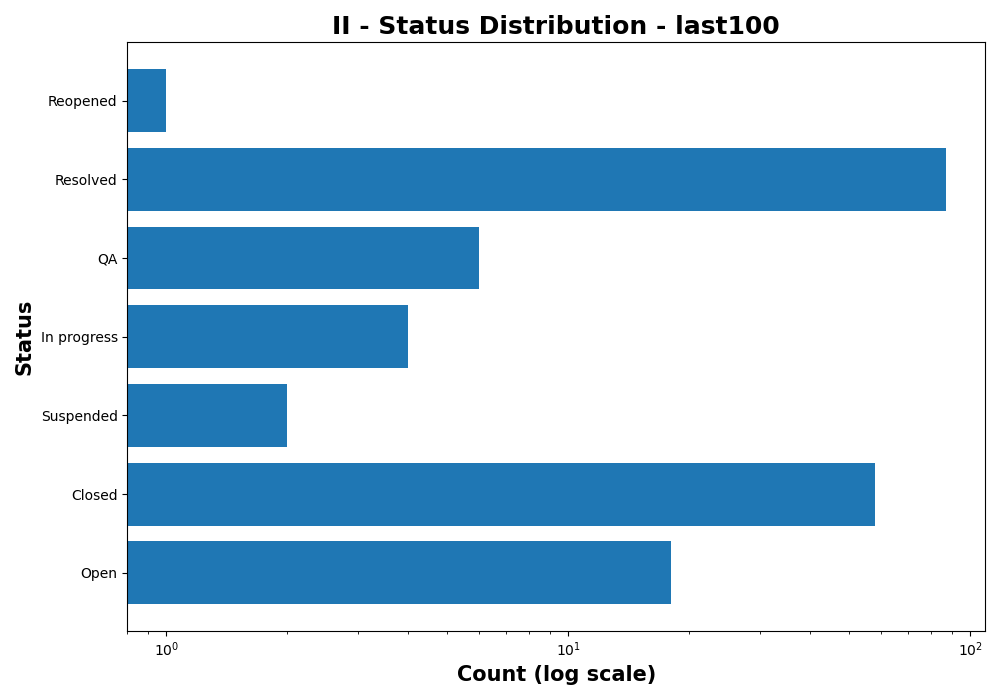 II - Status Distribution - last100
Reopened
Resolved
QA
In progress
Suspended
Closed
Open
Status
10⁰
10¹
10²
Count (log scale)